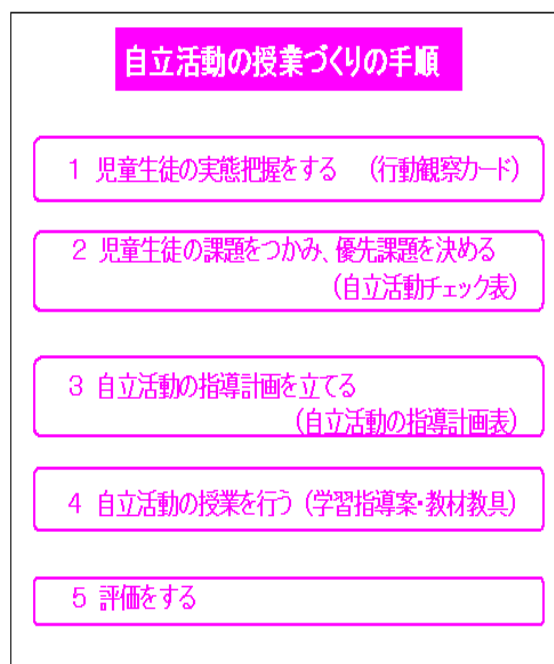 自立活動の授業づくりの手順
1 児童生徒の実態把握をする (行動観察カード)
2 児童生徒の課題をつかみ、優先課題を決める
(自立活動チェック表)
3 自立活動の指導計画を立てる
(自立活動の指導計画表)
4 自立活動の授業を行う (学習指導案・教材教具)
5 評価をする